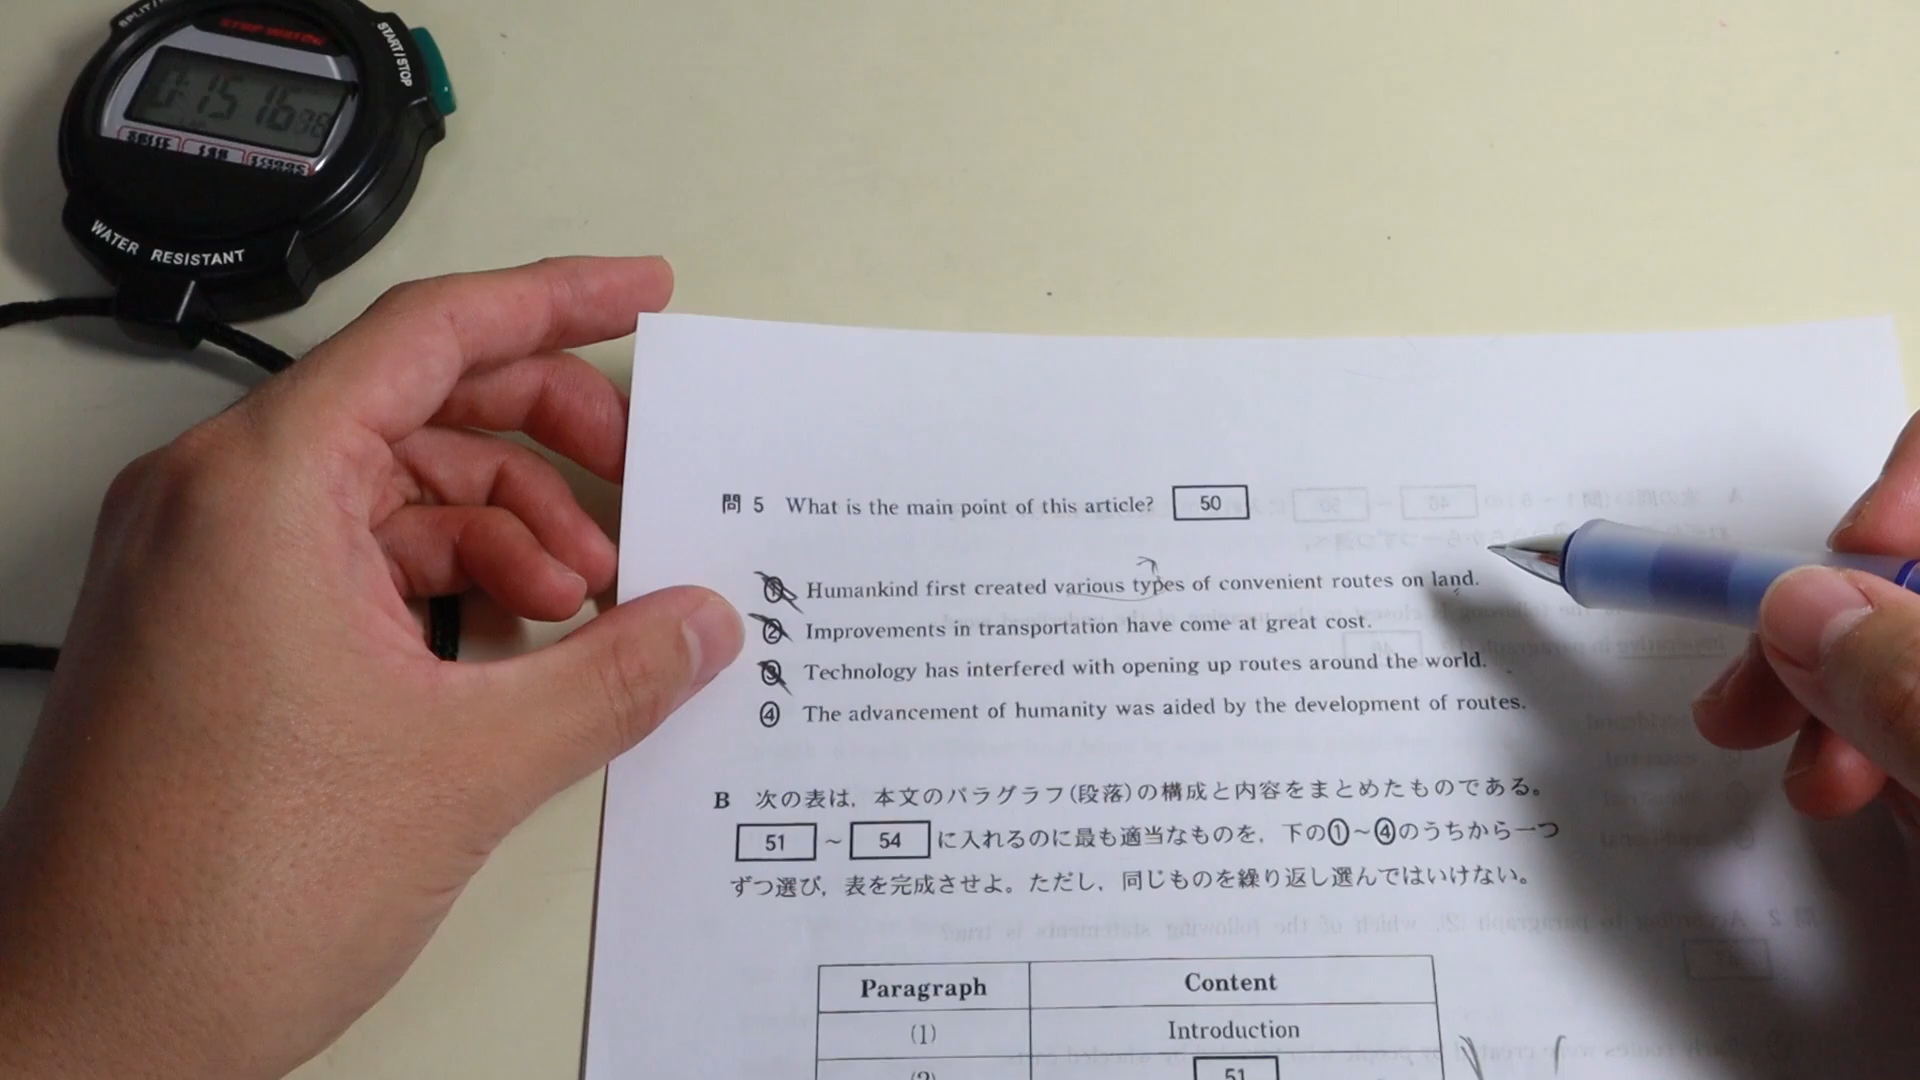 SPLIT/
STOP WATCH
START/STOP
WATER RESISTANT
問 5 What is the main point of this article? 50
① Humankind first created various types of convenient routes on land.
② Improvements in transportation have come at great cost.
③ Technology has interfered with opening up routes around the world.
④ The advancement of humanity was aided by the development of routes.
B 次の表は，本文のパラグラフ(段落)の構成と内容をまとめたものである。
51 ～ 54 に入れるのに最も適当なものを，下の①～④のうちから一つ
ずつ選び，表を完成させよ。ただし，同じものを繰り返し選んではいけない。
Paragraph Content
(1) Introduction
(2) 51